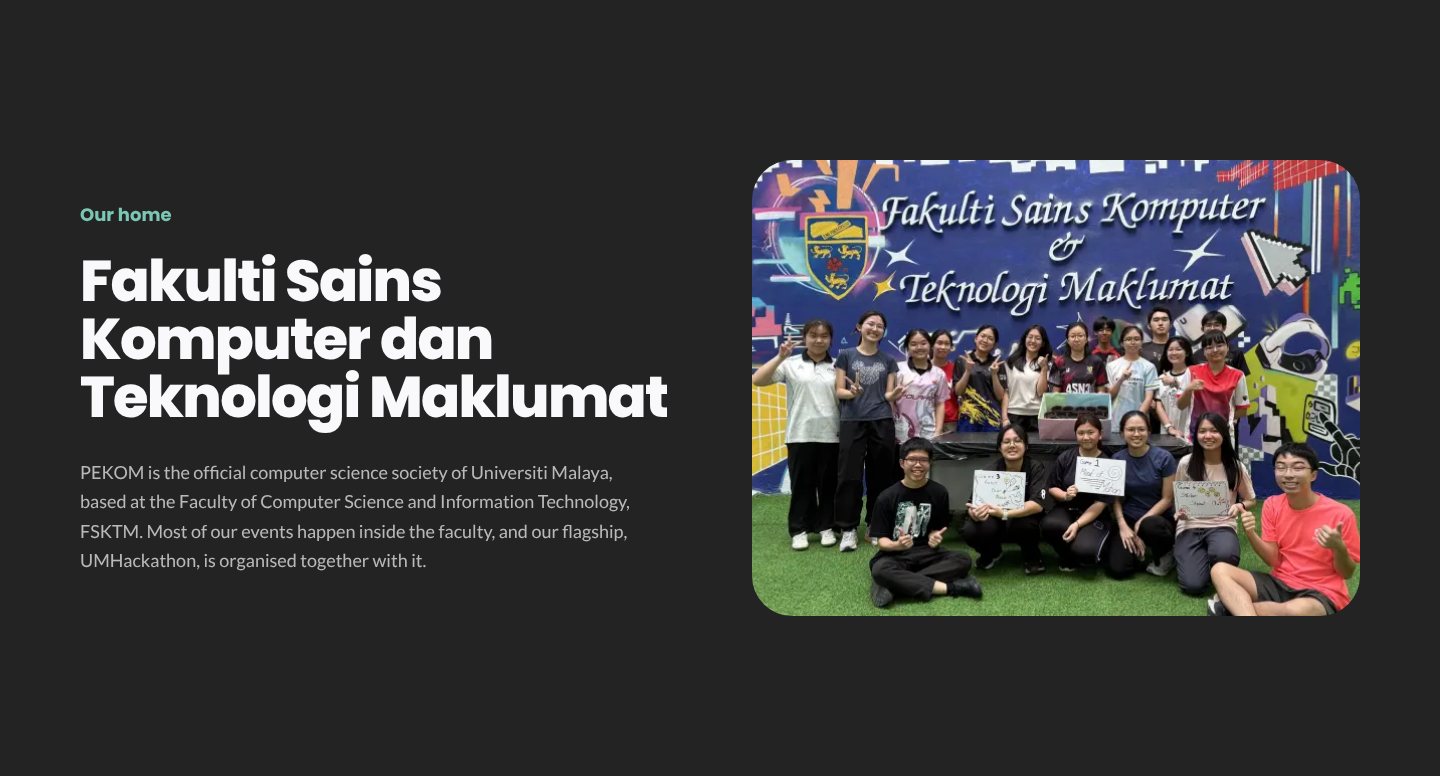 Our home
Fakulti Sains
Komputer dan
Teknologi Maklumat
PEKOM is the official computer science society of Universiti Malaya,
based at the Faculty of Computer Science and Information Technology,
FSKTM. Most of our events happen inside the faculty, and our flagship,
UMHackathon, is organised together with it.
Fakulti Sains Komputer
&
Teknologi Maklumat